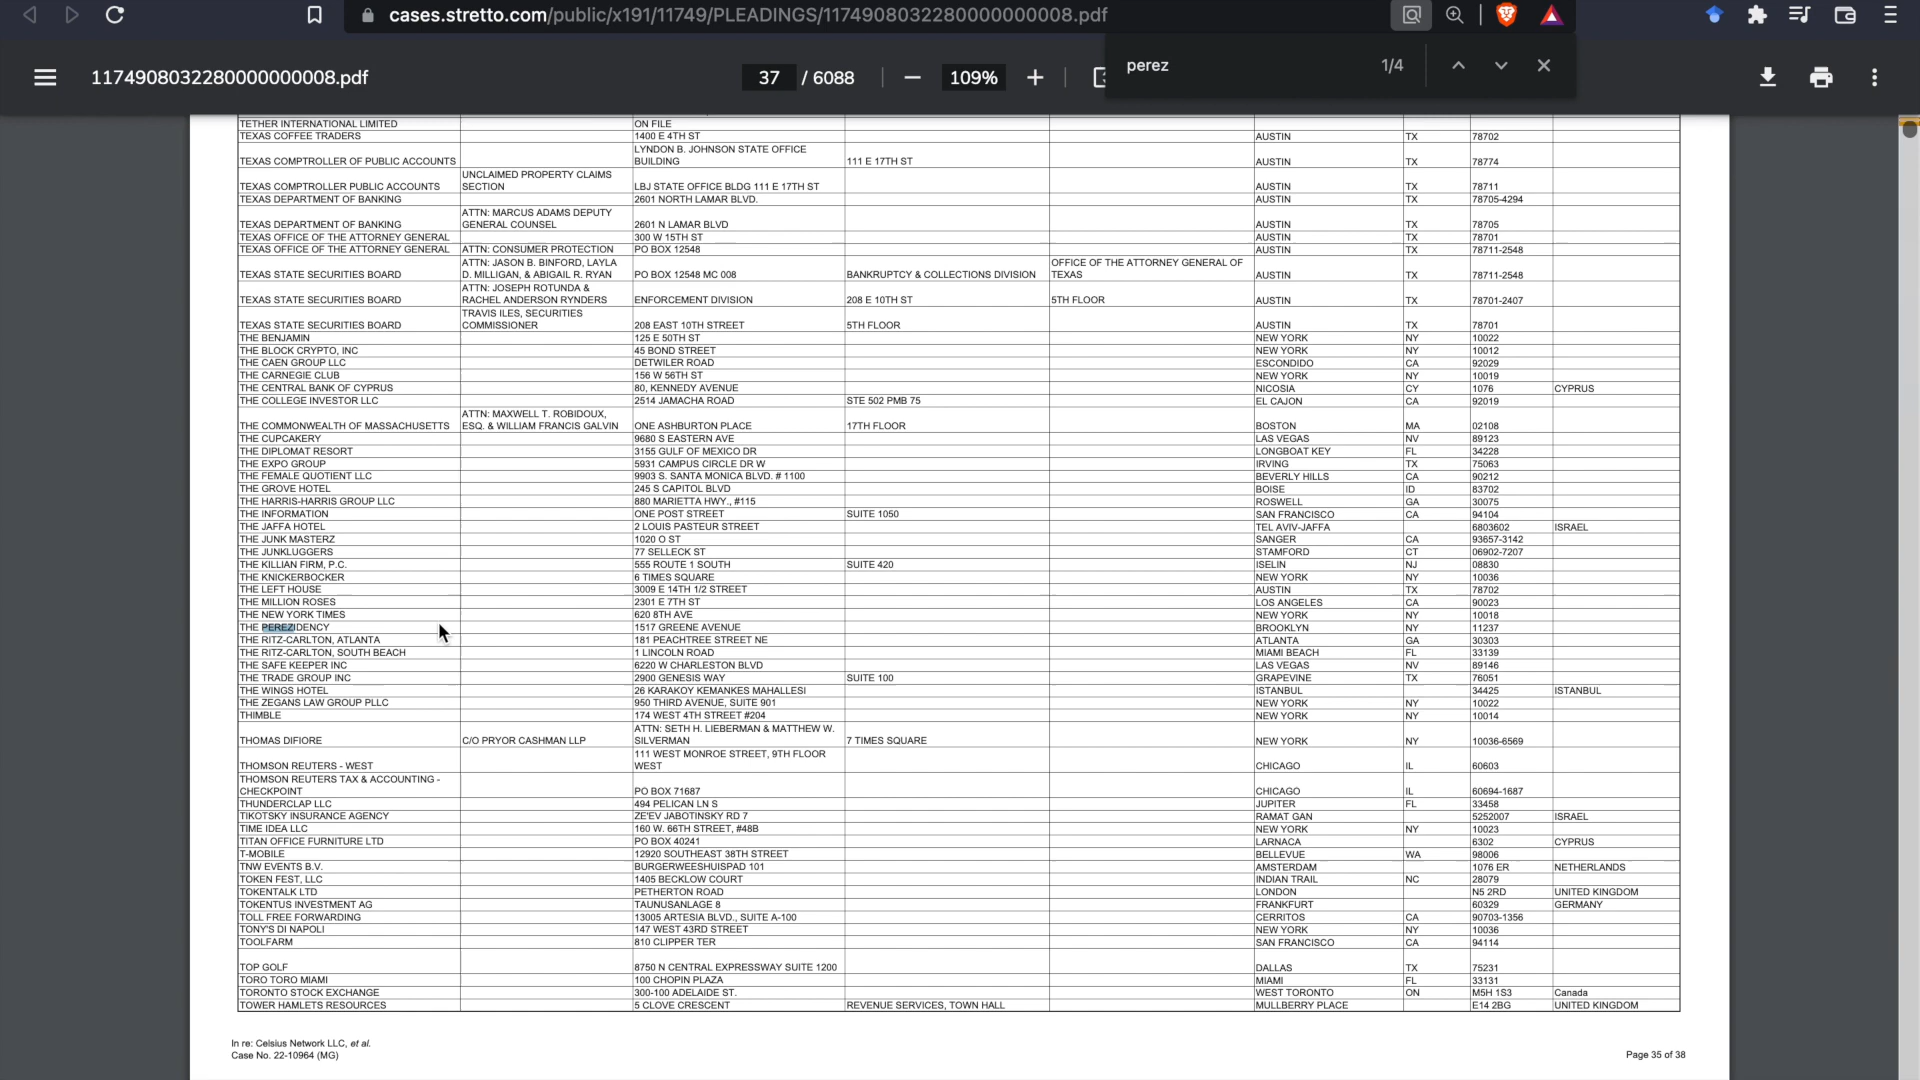 cases.stretto.com/public/x191/11749/PLEADINGS/1174908032280000000008.pdf
perez 1/4
1174908032280000000008.pdf 37 / 6088 109%
TETHER INTERNATIONAL LIMITED ON FILE
TEXAS COFFEE TRADERS 1400 E 4TH ST AUSTIN TX 78702
LYNDON B. JOHNSON STATE OFFICE
TEXAS COMPTROLLER OF PUBLIC ACCOUNTS BUILDING 111 E 17TH ST AUSTIN TX 78774
UNCLAIMED PROPERTY CLAIMS
TEXAS COMPTROLLER PUBLIC ACCOUNTS SECTION LBJ STATE OFFICE BLDG 111 E 17TH ST AUSTIN TX 78711
TEXAS DEPARTMENT OF BANKING 2601 NORTH LAMAR BLVD. AUSTIN TX 78705-4294
ATTN: MARCUS ADAMS DEPUTY
TEXAS DEPARTMENT OF BANKING GENERAL COUNSEL 2601 N LAMAR BLVD AUSTIN TX 78705
TEXAS OFFICE OF THE ATTORNEY GENERAL 300 W 15TH ST AUSTIN TX 78701
TEXAS OFFICE OF THE ATTORNEY GENERAL ATTN: CONSUMER PROTECTION PO BOX 12548 AUSTIN TX 78711-2548
ATTN: JASON B. BINFORD, LAYLA OFFICE OF THE ATTORNEY GENERAL OF
TEXAS STATE SECURITIES BOARD D. MILLIGAN, & ABIGAIL R. RYAN PO BOX 12548 MC 008 BANKRUPTCY & COLLECTIONS DIVISION TEXAS AUSTIN TX 78711-2548
ATTN: JOSEPH ROTUNDA &
TEXAS STATE SECURITIES BOARD RACHEL ANDERSON RYNDERS ENFORCEMENT DIVISION 208 E 10TH ST 5TH FLOOR AUSTIN TX 78701-2407
TRAVIS ILES, SECURITIES
TEXAS STATE SECURITIES BOARD COMMISSIONER 208 EAST 10TH STREET 5TH FLOOR AUSTIN TX 78701
THE BENJAMIN 125 E 50TH ST NEW YORK NY 10022
THE BLOCK CRYPTO, INC 45 BOND STREET NEW YORK NY 10012
THE CAEN GROUP LLC DETWILER ROAD ESCONDIDO CA 92029
THE CARNEGIE CLUB 156 W 56TH ST NEW YORK NY 10019
THE CENTRAL BANK OF CYPRUS 80, KENNEDY AVENUE NICOSIA CY 1076 CYPRUS
THE COLLEGE INVESTOR LLC 2514 JAMACHA ROAD STE 502 PMB 75 EL CAJON CA 92019
ATTN: MAXWELL T. ROBIDOUX,
THE COMMONWEALTH OF MASSACHUSETTS ESQ. & WILLIAM FRANCIS GALVIN ONE ASHBURTON PLACE 17TH FLOOR BOSTON MA 02108
THE CUPCAKERY 9680 S EASTERN AVE LAS VEGAS NV 89123
THE DIPLOMAT RESORT 3155 GULF OF MEXICO DR LONGBOAT KEY FL 34228
THE EXPO GROUP 5931 CAMPUS CIRCLE DR W IRVING TX 75063
THE FEMALE QUOTIENT LLC 9903 S. SANTA MONICA BLVD. # 1100 BEVERLY HILLS CA 90212
THE GROVE HOTEL 245 S CAPITOL BLVD BOISE ID 83702
THE HARRIS-HARRIS GROUP LLC 880 MARIETTA HWY., #115 ROSWELL GA 30075
THE INFORMATION ONE POST STREET SUITE 1050 SAN FRANCISCO CA 94104
THE JAFFA HOTEL 2 LOUIS PASTEUR STREET TEL AVIV-JAFFA 6803602 ISRAEL
THE JUNK MASTERZ 1020 O ST SANGER CA 93657-3142
THE JUNKLUGGERS 77 SELLECK ST STAMFORD CT 06902-7207
THE KILLIAN FIRM, P.C. 555 ROUTE 1 SOUTH SUITE 420 ISELIN NJ 08830
THE KNICKERBOCKER 6 TIMES SQUARE NEW YORK NY 10036
THE LEFT HOUSE 3009 E 14TH 1/2 STREET AUSTIN TX 78702
THE MILLION ROSES 2301 E 7TH ST LOS ANGELES CA 90023
THE NEW YORK TIMES 620 8TH AVE NEW YORK NY 10018
THE PEREZIDENCY 1517 GREENE AVENUE BROOKLYN NY 11237
THE RITZ-CARLTON, ATLANTA 181 PEACHTREE STREET NE ATLANTA GA 30303
THE RITZ-CARLTON, SOUTH BEACH 1 LINCOLN ROAD MIAMI BEACH FL 33139
THE SAFE KEEPER INC 6220 W CHARLESTON BLVD LAS VEGAS NV 89146
THE TRADE GROUP INC 2900 GENESIS WAY SUITE 100 GRAPEVINE TX 76051
THE WINGS HOTEL 26 KARAKOY KEMANKES MAHALLESI ISTANBUL 34425 ISTANBUL
THE ZEGANS LAW GROUP PLLC 950 THIRD AVENUE, SUITE 901 NEW YORK NY 10022
THIMBLE 174 WEST 4TH STREET #204 NEW YORK NY 10014
ATTN: SETH H. LIEBERMAN & MATTHEW W.
THOMAS DIFIORE C/O PRYOR CASHMAN LLP SILVERMAN 7 TIMES SQUARE NEW YORK NY 10036-6569
111 WEST MONROE STREET, 9TH FLOOR
THOMSON REUTERS - WEST WEST CHICAGO IL 60603
THOMSON REUTERS TAX & ACCOUNTING -
CHECKPOINT PO BOX 71687 CHICAGO IL 60694-1687
THUNDERCLAP LLC 494 PELICAN LN S JUPITER FL 33458
TIKOTSKY INSURANCE AGENCY ZE'EV JABOTINSKY RD 7 RAMAT GAN 5252007 ISRAEL
TIME IDEA LLC 160 W. 66TH STREET, #48B NEW YORK NY 10023
TITAN OFFICE FURNITURE LTD PO BOX 40241 LARNACA 6302 CYPRUS
T-MOBILE 12920 SOUTHEAST 38TH STREET BELLEVUE WA 98006
TNW EVENTS B.V. BURGERWEESHUISPAD 101 AMSTERDAM 1076 ER NETHERLANDS
TOKEN FEST, LLC 1405 BECKLOW COURT INDIAN TRAIL NC 28079
TOKENTALK LTD PETHERTON ROAD LONDON N5 2RD UNITED KINGDOM
TOKENTUS INVESTMENT AG TAUNUSANLAGE 8 FRANKFURT 60329 GERMANY
TOLL FREE FORWARDING 13005 ARTESIA BLVD., SUITE A-100 CERRITOS CA 90703-1356
TONY'S DI NAPOLI 147 WEST 43RD STREET NEW YORK NY 10036
TOOLFARM 810 CLIPPER TER SAN FRANCISCO CA 94114
TOP GOLF 8750 N CENTRAL EXPRESSWAY SUITE 1200 DALLAS TX 75231
TORO TORO MIAMI 100 CHOPIN PLAZA MIAMI FL 33131
TORONTO STOCK EXCHANGE 300-100 ADELAIDE ST. WEST TORONTO ON M5H 1S3 Canada
TOWER HAMLETS RESOURCES 5 CLOVE CRESCENT REVENUE SERVICES, TOWN HALL MULLBERRY PLACE E14 2BG UNITED KINGDOM
In re: Celsius Network LLC, et al.
Case No. 22-10964 (MG) Page 35 of 38